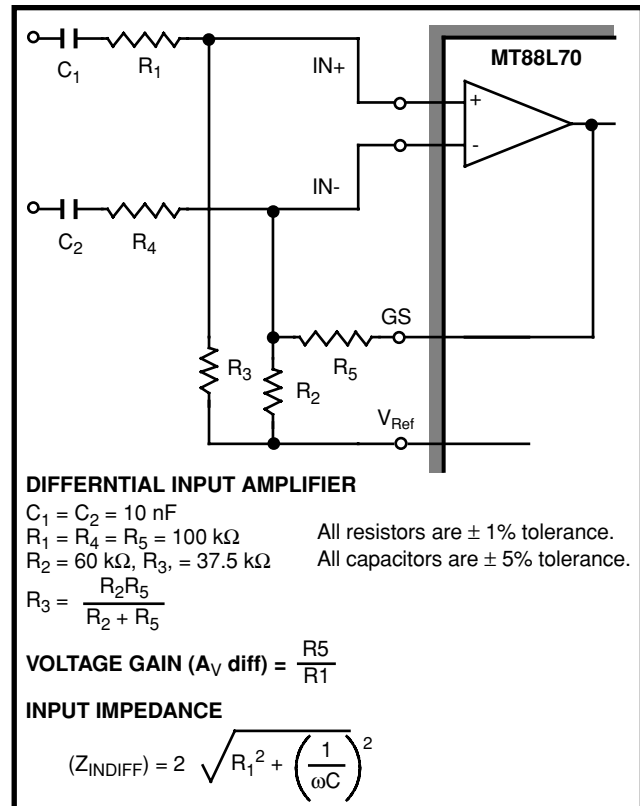 MT88L70
C1
R1
IN+
+
-
IN-
C2
R4
GS
R5
R3
R2
VRef
DIFFERNTIAL INPUT AMPLIFIER
C1 = C2 = 10 nF
R1 = R4 = R5 = 100 kΩ
All resistors are ± 1% tolerance.
R2 = 60 kΩ, R3, = 37.5 kΩ
All capacitors are ± 5% tolerance.
R3 = R2R5 / R2 + R5
VOLTAGE GAIN (AV diff) = R5 / R1
INPUT IMPEDANCE
(ZINDIFF) = 2 √ R1² + (1 / ωC)²